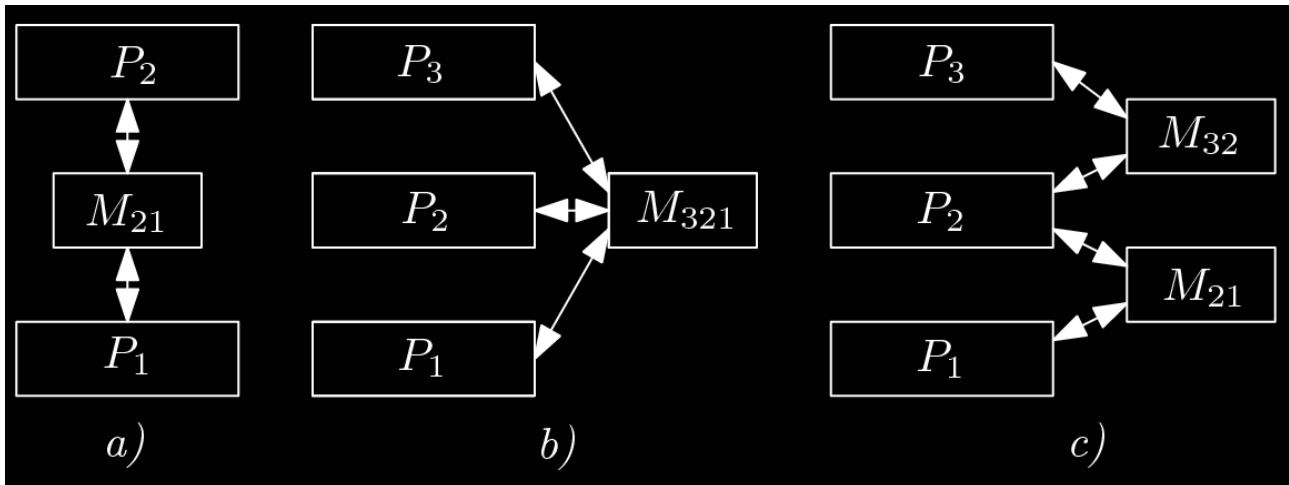 P₂
M₂₁
P₁
a)
P₃
P₂
M₃₂₁
P₁
b)
P₃
M₃₂
P₂
M₂₁
P₁
c)